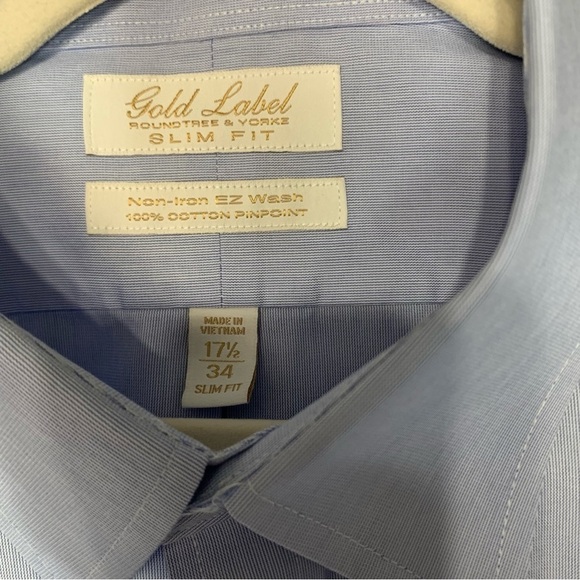 Gold Label
ROUNDTREE & YORKE
SLIM FIT
Non-Iron EZ Wash
100% COTTON PINPOINT
MADE IN
VIETNAM
17½
34
SLIM FIT